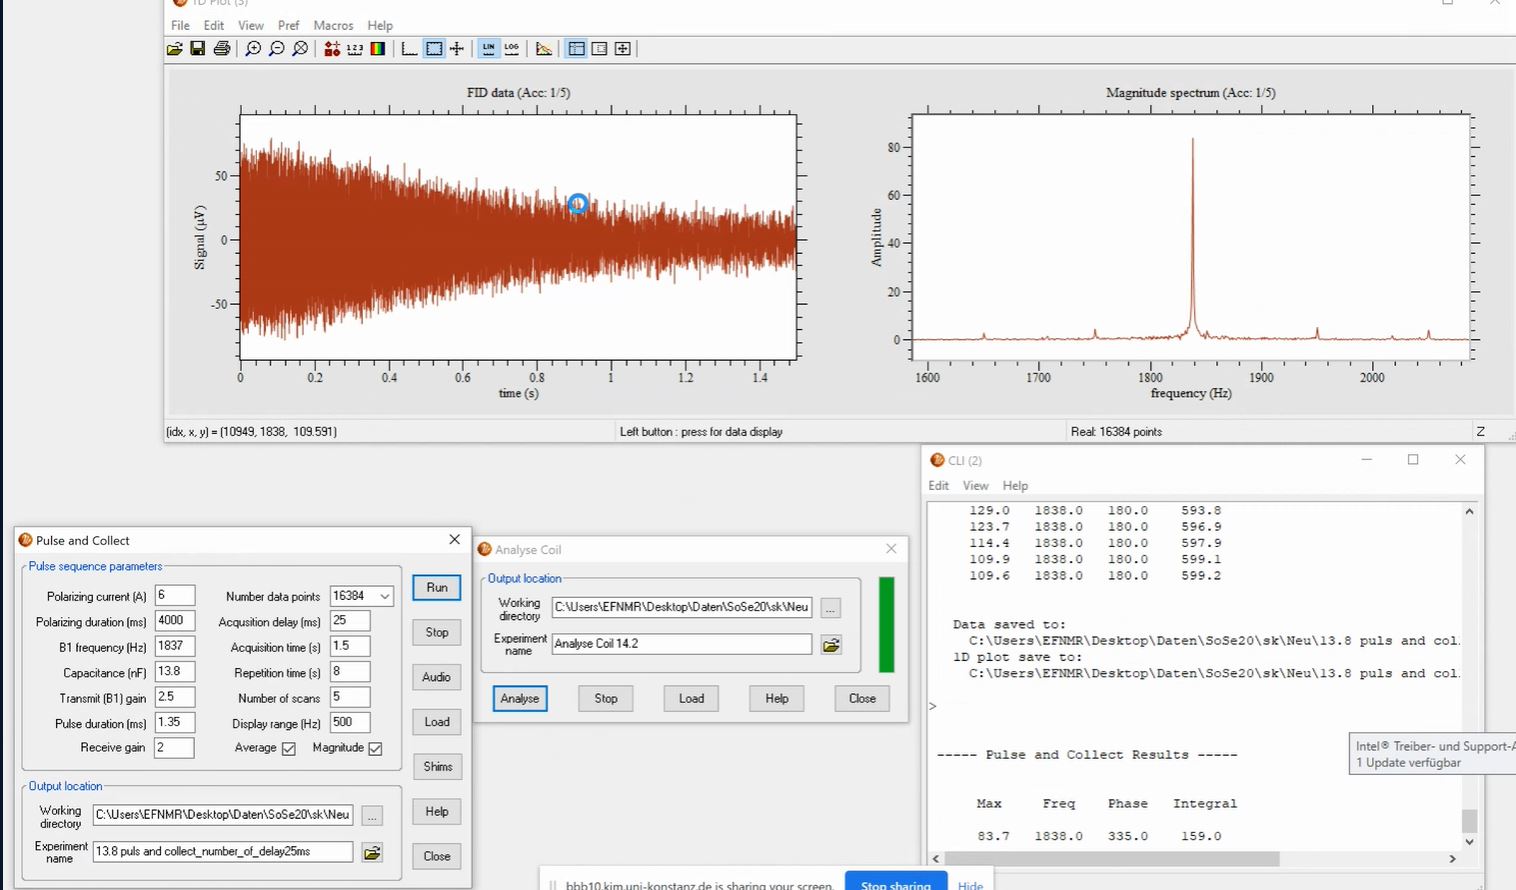 1D Plot (3)
File Edit View Pref Macros Help
1 2 3
LIN
LOG
FID data (Acc: 1/5)
Signal (µV)
50
0
-50
0 0.2 0.4 0.6 0.8 1 1.2 1.4
time (s)
Magnitude spectrum (Acc: 1/5)
Amplitude
80
60
40
20
0
1600 1700 1800 1900 2000
frequency (Hz)
(idx, x, y) = (10949, 1838, 109.591)
Left button : press for data display
Real: 16384 points
Z
Pulse and Collect
Pulse sequence parameters
Polarizing current (A) 6 Number data points 16384
Polarizing duration (ms) 4000 Acqusition delay (ms) 25
B1 frequency (Hz) 1837 Acquisition time (s) 1.5
Capacitance (nF) 13.8 Repetition time (s) 8
Transmit (B1) gain 2.5 Number of scans 5
Pulse duration (ms) 1.35 Display range (Hz) 500
Receive gain 2 Average Magnitude
Run
Stop
Audio
Load
Shims
Help
Close
Output location
Working directory C:\Users\EFNMR\Desktop\Daten\SoSe20\sk\Neu ...
Experiment name 13.8 puls and collect_number_of_delay25ms
Analyse Coil
Output location
Working directory C:\Users\EFNMR\Desktop\Daten\SoSe20\sk\Neu ...
Experiment name Analyse Coil 14.2
Analyse Stop Load Help Close
CLI (2)
Edit View Help
129.0 1838.0 180.0 593.8
123.7 1838.0 180.0 596.9
114.4 1838.0 180.0 597.9
109.9 1838.0 180.0 599.1
109.6 1838.0 180.0 599.2
Data saved to:
C:\Users\EFNMR\Desktop\Daten\SoSe20\sk\Neu\13.8 puls and col
1D plot save to:
C:\Users\EFNMR\Desktop\Daten\SoSe20\sk\Neu\13.8 puls and col
>
----- Pulse and Collect Results -----
Max Freq Phase Integral
83.7 1838.0 335.0 159.0
Intel® Treiber- und Support-A
1 Update verfügbar
bbb10.kim.uni-konstanz.de is sharing your screen.
Stop sharing
Hide